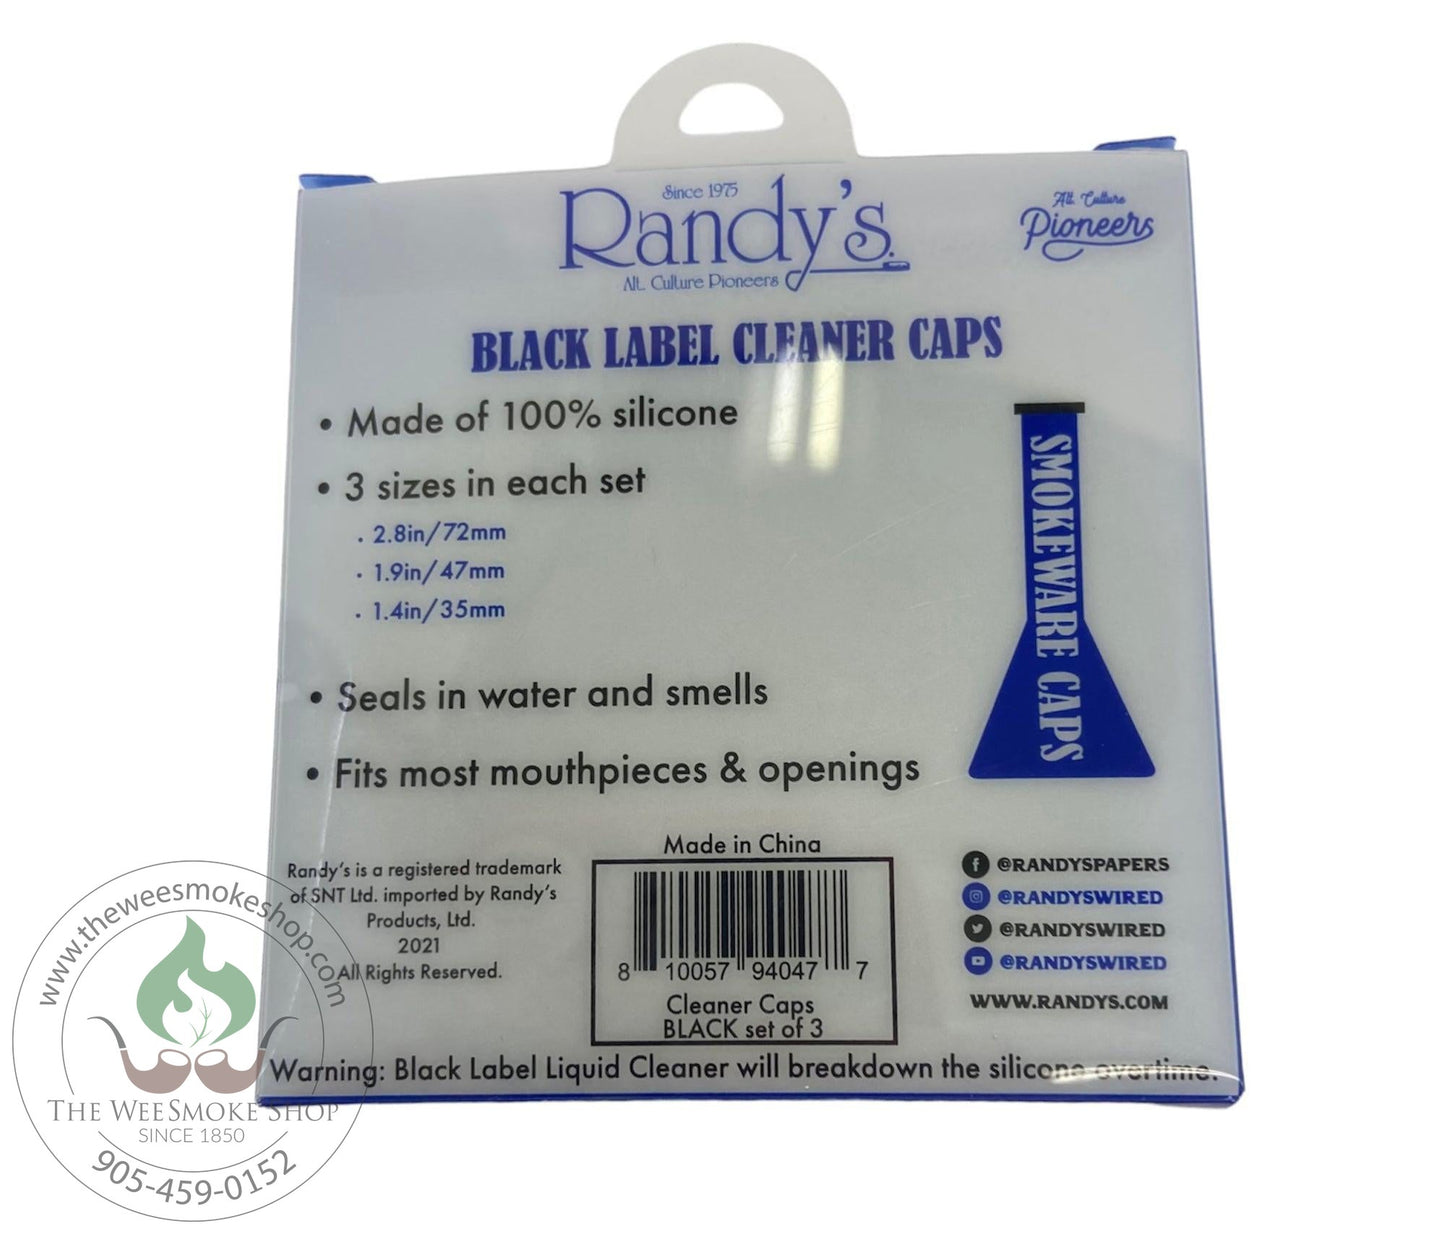 Since 1975
Randy's
Alt. Culture Pioneers
Alt. Culture
Pioneers
BLACK LABEL CLEANER CAPS
• Made of 100% silicone
• 3 sizes in each set
• 2.8in/72mm
• 1.9in/47mm
• 1.4in/35mm
• Seals in water and smells
• Fits most mouthpieces & openings
SMOKEWARE CAPS
Randy's is a registered trademark
of SNT Ltd. imported by Randy's
Products, Ltd.
2021
All Rights Reserved.
Made in China
8 10057 94047 7
Cleaner Caps
BLACK set of 3
@RANDYSPAPERS
@RANDYSWIRED
@RANDYSWIRED
@RANDYSWIRED
WWW.RANDYS.COM
Warning: Black Label Liquid Cleaner will breakdown the silicone overtime.
www.theweesmokeshop.com
THE WEESMOKE SHOP
SINCE 1850
905-459-0152